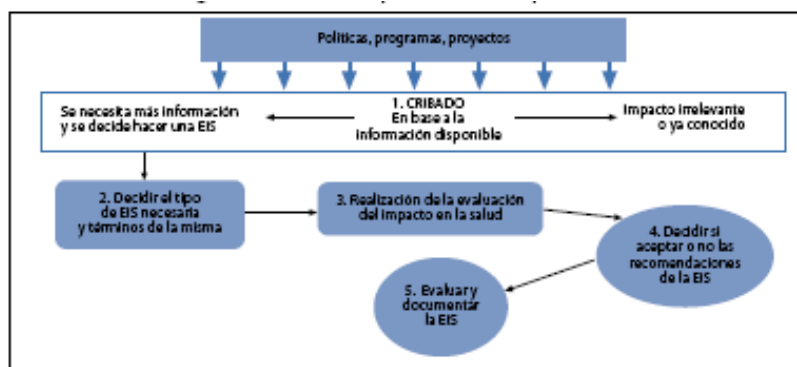 Políticas, programas, proyectos
Se necesita más información
y se decide hacer una EIS
1. CRIBADO
En base a la
información disponible
Impacto irrelevante
o ya conocido
2. Decidir el tipo
de EIS necesaria
y términos de la misma
3. Realización de la evaluación
del impacto en la salud
4. Decidir si
aceptar o no las
recomendaciones
de la EIS
5. Evaluar y
documentar
la EIS